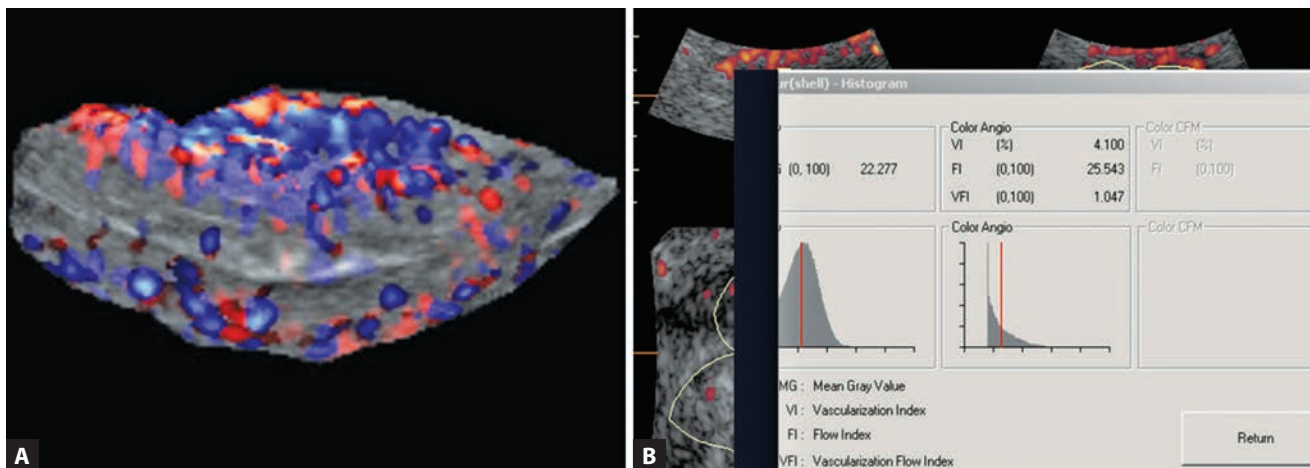 A
B
ur(shell) - Histogram
Color Angio
VI (%) 4.100
FI (0,100) 25.543
VFI (0,100) 1.047
Color CFM
VI (%)
FI (0,100)
G (0, 100) 22.277
Color Angio
Color CFM
MG : Mean Gray Value
VI : Vascularization Index
FI : Flow Index
VFI : Vascularization Flow Index
Return